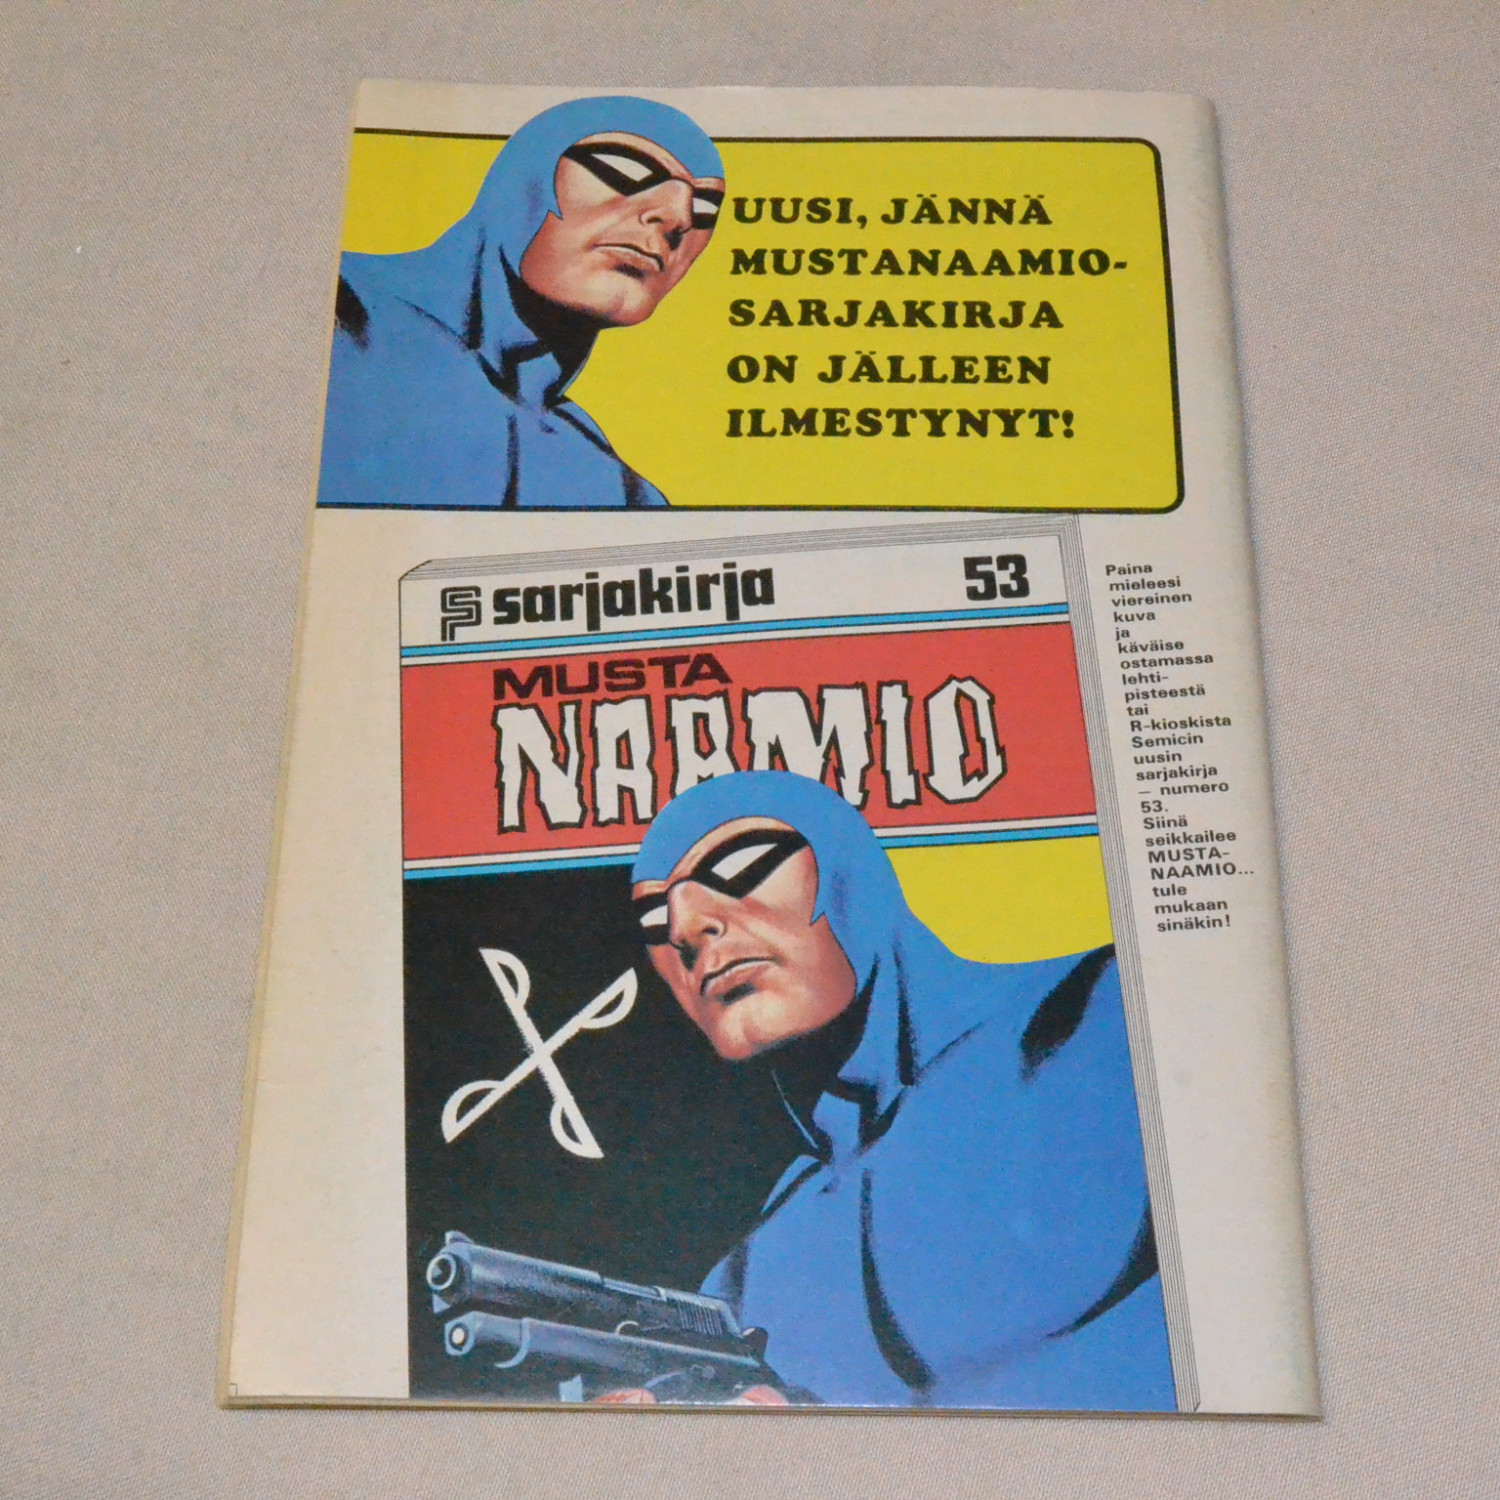 UUSI, JÄNNÄ
MUSTANAAMIO-
SARJAKIRJA
ON JÄLLEEN
ILMESTYNYT!
sarjakirja
53
MUSTA
NAAMIO
Paina
mieleesi
viereinen
kuva
ja
käväise
ostamassa
lehti-
pisteestä
tai
R-kioskista
Semicin
uusin
sarjakirja
— numero
53.
Siinä
seikkailee
MUSTA-
NAAMIO...
tule
mukaan
sinäkin!